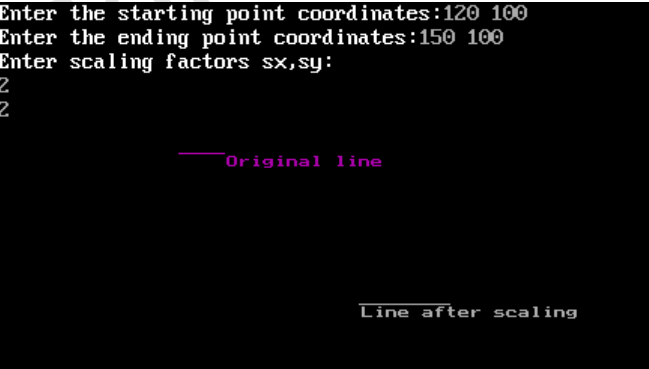 Enter the starting point coordinates:120 100
Enter the ending point coordinates:150 100
Enter scaling factors sx,sy:
2
2
Original line
Line after scaling